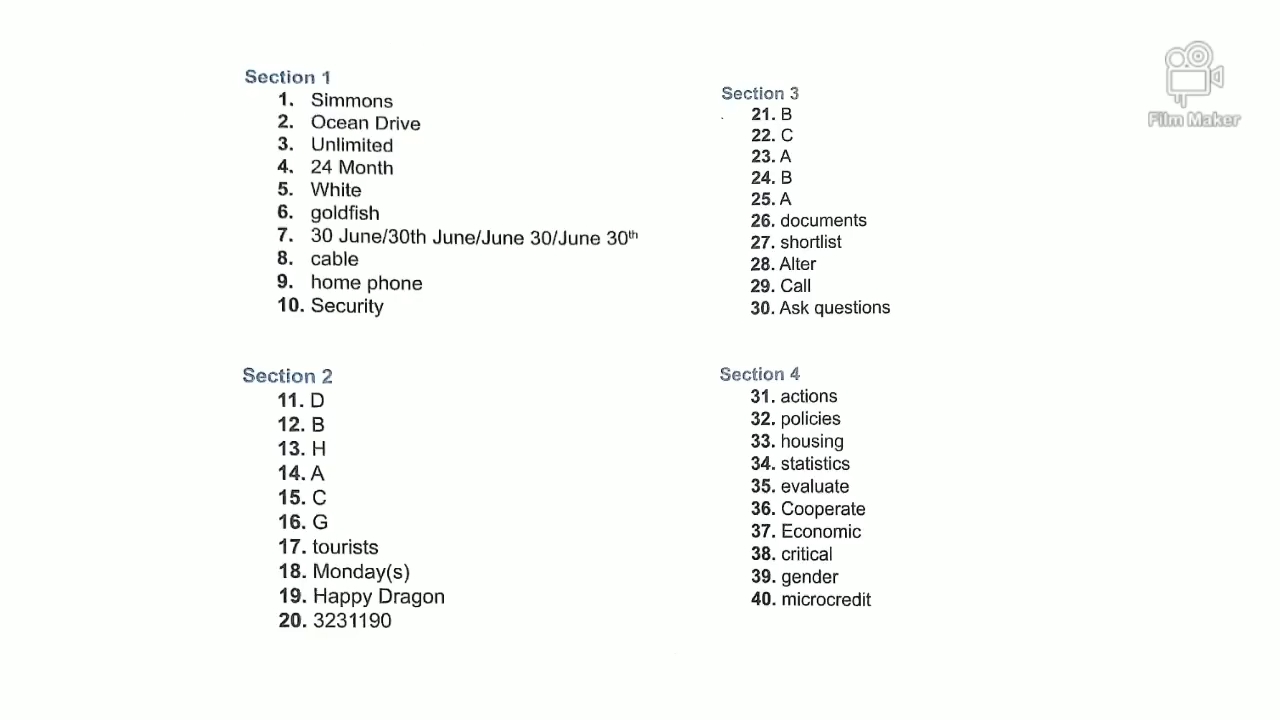 Section 1
1. Simmons
2. Ocean Drive
3. Unlimited
4. 24 Month
5. White
6. goldfish
7. 30 June/30th June/June 30/June 30th
8. cable
9. home phone
10. Security
Section 2
11. D
12. B
13. H
14. A
15. C
16. G
17. tourists
18. Monday(s)
19. Happy Dragon
20. 3231190
Section 3
21. B
22. C
23. A
24. B
25. A
26. documents
27. shortlist
28. Alter
29. Call
30. Ask questions
Section 4
31. actions
32. policies
33. housing
34. statistics
35. evaluate
36. Cooperate
37. Economic
38. critical
39. gender
40. microcredit
Film Maker